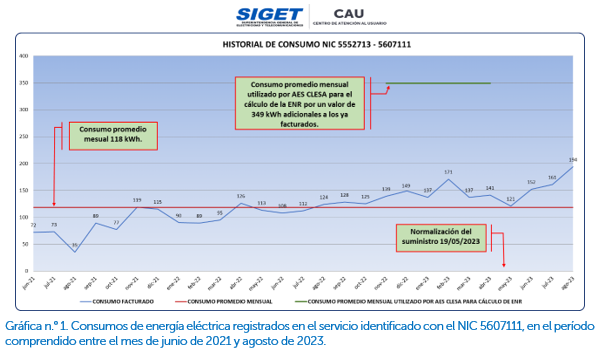 SIGET
SUPERINTENDENCIA GENERAL DE
ELECTRICIDAD Y TELECOMUNICACIONES
CAU
CENTRO DE ATENCIÓN AL USUARIO
HISTORIAL DE CONSUMO NIC 5552713 - 5607111
400
350
300
250
200
150
100
50
0
Consumo promedio
mesual 118 kWh.
Consumo promedio mensual
utilizado por AES CLESA para el
cálculo de la ENR por un valor de
349 kWh adicionales a los ya
facturados.
Normalización del
suministro 19/05/2023
72 73 35 89 77 119 115 90 89 95 126 113 108 112 124 128 125 139 149 137 173 137 141 121 152 161 194
jun-21 jul-21 ago-21 sep-21 oct-21 nov-21 dic-21 ene-22 feb-22 mar-22 abr-22 may-22 jun-22 jul-22 ago-22 sep-22 oct-22 nov-22 dic-22 ene-23 feb-23 mar-23 abr-23 may-23 jun-23 jul-23 ago-23
CONSUMO FACTURADO CONSUMO PROMEDIO MENSUAL CONSUMO PROMEDIO MENSUAL UTILIZADO POR AES CLESA PARA CÁLCULO DE ENR
Gráfica n.° 1. Consumos de energía eléctrica registrados en el servicio identificado con el NIC 5607111, en el período
comprendido entre el mes de junio de 2021 y agosto de 2023.